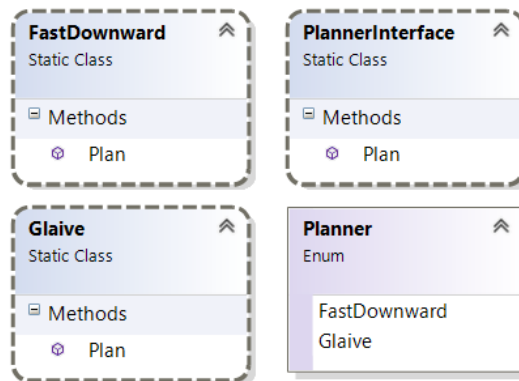 FastDownward
Static Class
Methods
Plan
PlannerInterface
Static Class
Methods
Plan
Glaive
Static Class
Methods
Plan
Planner
Enum
FastDownward
Glaive